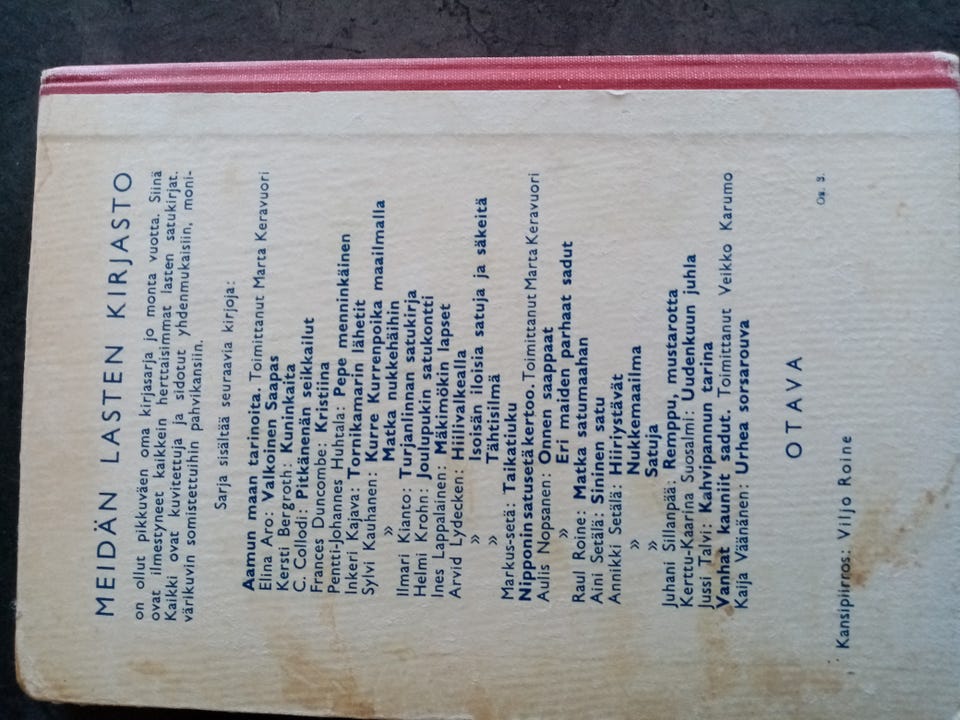 MEIDÄN LASTEN KIRJASTO
on ollut pikkuväen oma kirjasarja jo monta vuotta. Siinä
ovat ilmestyneet kaikkein herttaisimmat lasten satukirjat.
Kaikki ovat kuvitettuja ja sidotut yhdenmukaisiin, moni-
värikuvin somistettuihin pahvikansiin.
Sarja sisältää seuraavia kirjoja:
Aamun maan tarinoita. Toimittanut Marta Keravuori
Elina Aro: Valkoinen Saapas
Kersti Bergroth: Kuninkaita
C. Collodi: Pitkänenän seikkailut
Frances Duncombe: Kristiina
Pentti-Johannes Huhtala: Pepe menninkäinen
Inkeri Kajava: Tornikamarin lähetit
Sylvi Kauhanen: Kurre Kurrenpoika maailmalla
» Matka nukkehäihin
Ilmari Kianto: Turjanlinnan satukirja
Helmi Krohn: Joulupukin satukontti
Ines Lappalainen: Mäkimökin lapset
Arvid Lydecken: Hiilivalkealla
» Isoisän iloisia satuja ja säkeitä
» Tähtisilmä
Markus-setä: Taikatiuku
Nipponin satusetä kertoo. Toimittanut Marta Keravuori
Aulis Nopsanen: Onnen saappaat
» Eri maiden parhaat sadut
Raul Roine: Matka satumaahan
Aini Setälä: Sininen satu
Annikki Setälä: Hiiriystävät
» Nukkemaailma
» Satuja
Juhani Sillanpää: Remppu, mustarotta
Kerttu-Kaarina Suosalmi: Uudenkuun juhla
Jussi Talvi: Kahvipannun tarina
Vanhat kauniit sadut. Toimittanut Veikko Karumo
Kaija Väänänen: Urhea sorsarouva
OTAVA
Os. 3.
Kansipiirros: Viljo Roine